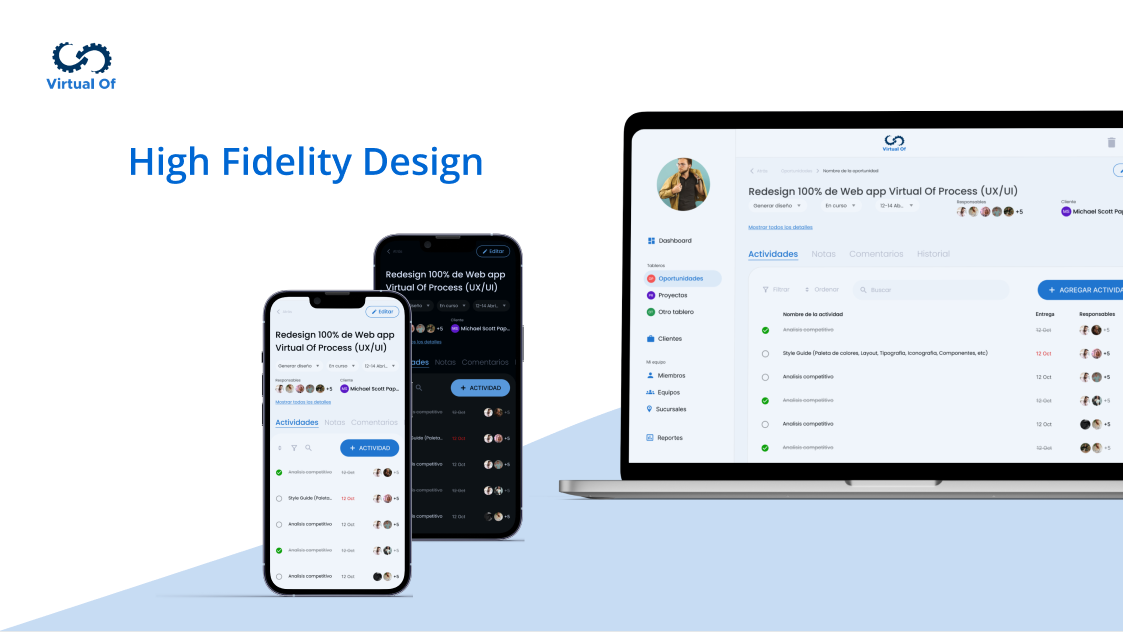 Virtual Of
High Fidelity Design
Inicio
Editar
Redesign 100% de Web app
Virtual Of Process (UX/UI)
En curso
12-14 Abri...
Cliente
+5
Michael Scott Pap...
Notas
Comentarios
+ ACTIVIDAD
12 Oct
+5
Guide (Paleta...
12 Oct
+5
competitivo
12 Oct
+5
competitivo
12 Oct
+5
competitivo
12 Oct
+5
Editar
Redesign 100% de Web app
Virtual Of Process (UX/UI)
Generar diseño
En curso
12-14 Abri...
Responsables
Cliente
+5
Michael Scott Pap...
Mostrar todos los detalles
Actividades
Notas
Comentarios
+ ACTIVIDAD
Analisis competitivo
12 Oct
+5
Style Guide (Paleta...
12 Oct
+5
Analisis competitivo
12 Oct
+5
Analisis competitivo
12 Oct
+5
Analisis competitivo
12 Oct
+5
Virtual Of
Dashboard
Tableros
Oportunidades
Proyectos
Otro tablero
Clientes
Mi equipo
Miembros
Equipos
Sucursales
Reportes
Inicio
Oportunidades
Nombre de la oportunidad
Redesign 100% de Web app Virtual Of Process (UX/UI)
Generar diseño
En curso
12-14 Ab...
Responsables
+5
Cliente
Michael Scott Pap
Mostrar todos los detalles
Actividades
Notas
Comentarios
Historial
Filtrar
Ordenar
Buscar
+ AGREGAR ACTIVIDA
Nombre de la actividad
Entrega
Responsables
Analisis competitivo
12 Oct
+5
Style Guide (Paleta de colores, Layout, Tipografía, Iconografía, Componentes, etc)
12 Oct
+5
Analisis competitivo
12 Oct
+5
Analisis competitivo
12 Oct
+5
Analisis competitivo
12 Oct
+5
Analisis competitivo
12 Oct
+5